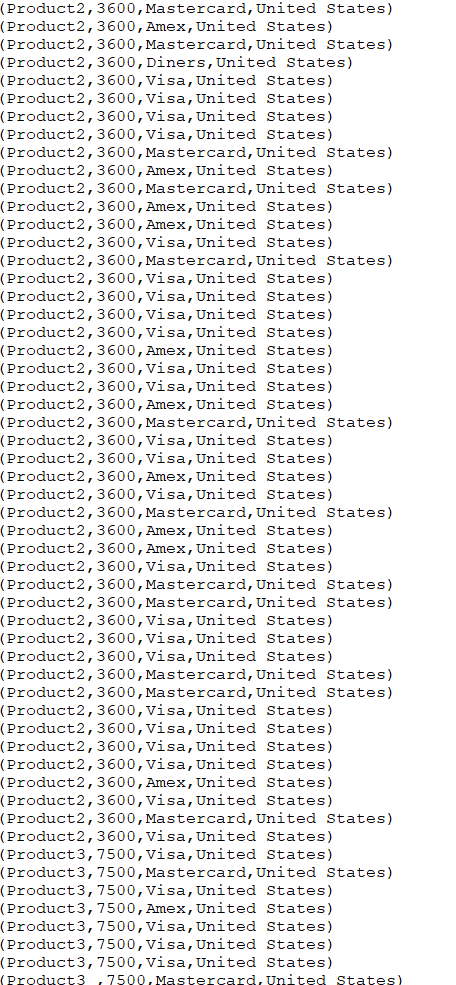 (Product2,3600,Mastercard,United States)
(Product2,3600,Amex,United States)
(Product2,3600,Mastercard,United States)
(Product2,3600,Diners,United States)
(Product2,3600,Visa,United States)
(Product2,3600,Visa,United States)
(Product2,3600,Visa,United States)
(Product2,3600,Visa,United States)
(Product2,3600,Mastercard,United States)
(Product2,3600,Amex,United States)
(Product2,3600,Mastercard,United States)
(Product2,3600,Amex,United States)
(Product2,3600,Amex,United States)
(Product2,3600,Visa,United States)
(Product2,3600,Mastercard,United States)
(Product2,3600,Visa,United States)
(Product2,3600,Visa,United States)
(Product2,3600,Visa,United States)
(Product2,3600,Visa,United States)
(Product2,3600,Amex,United States)
(Product2,3600,Visa,United States)
(Product2,3600,Visa,United States)
(Product2,3600,Amex,United States)
(Product2,3600,Mastercard,United States)
(Product2,3600,Visa,United States)
(Product2,3600,Visa,United States)
(Product2,3600,Amex,United States)
(Product2,3600,Visa,United States)
(Product2,3600,Mastercard,United States)
(Product2,3600,Amex,United States)
(Product2,3600,Amex,United States)
(Product2,3600,Visa,United States)
(Product2,3600,Mastercard,United States)
(Product2,3600,Mastercard,United States)
(Product2,3600,Visa,United States)
(Product2,3600,Visa,United States)
(Product2,3600,Visa,United States)
(Product2,3600,Mastercard,United States)
(Product2,3600,Mastercard,United States)
(Product2,3600,Visa,United States)
(Product2,3600,Visa,United States)
(Product2,3600,Visa,United States)
(Product2,3600,Visa,United States)
(Product2,3600,Amex,United States)
(Product2,3600,Visa,United States)
(Product2,3600,Mastercard,United States)
(Product2,3600,Visa,United States)
(Product3,7500,Visa,United States)
(Product3,7500,Mastercard,United States)
(Product3,7500,Visa,United States)
(Product3,7500,Amex,United States)
(Product3,7500,Visa,United States)
(Product3,7500,Visa,United States)
(Product3,7500,Visa,United States)
(Product3 ,7500,Mastercard,United States)